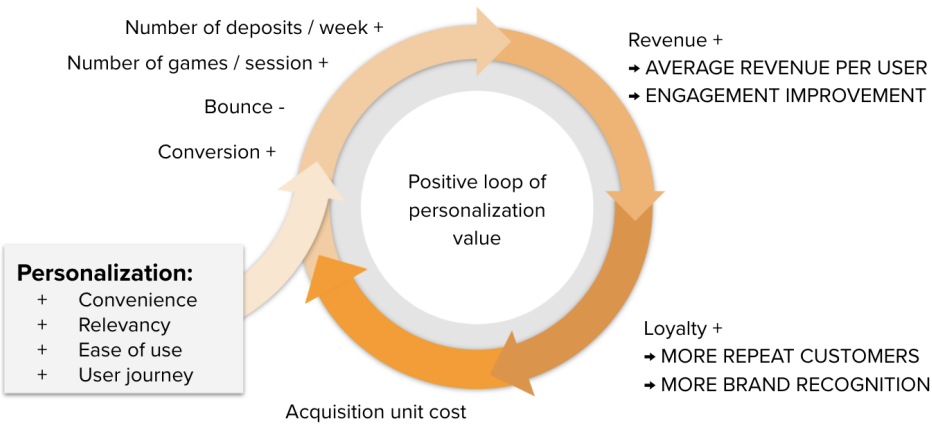 Number of deposits / week +
Number of games / session +
Bounce -
Conversion +
Revenue +
➞ AVERAGE REVENUE PER USER
➞ ENGAGEMENT IMPROVEMENT
Positive loop of
personalization
value
Personalization:
+ Convenience
+ Relevancy
+ Ease of use
+ User journey
Loyalty +
➞ MORE REPEAT CUSTOMERS
➞ MORE BRAND RECOGNITION
Acquisition unit cost